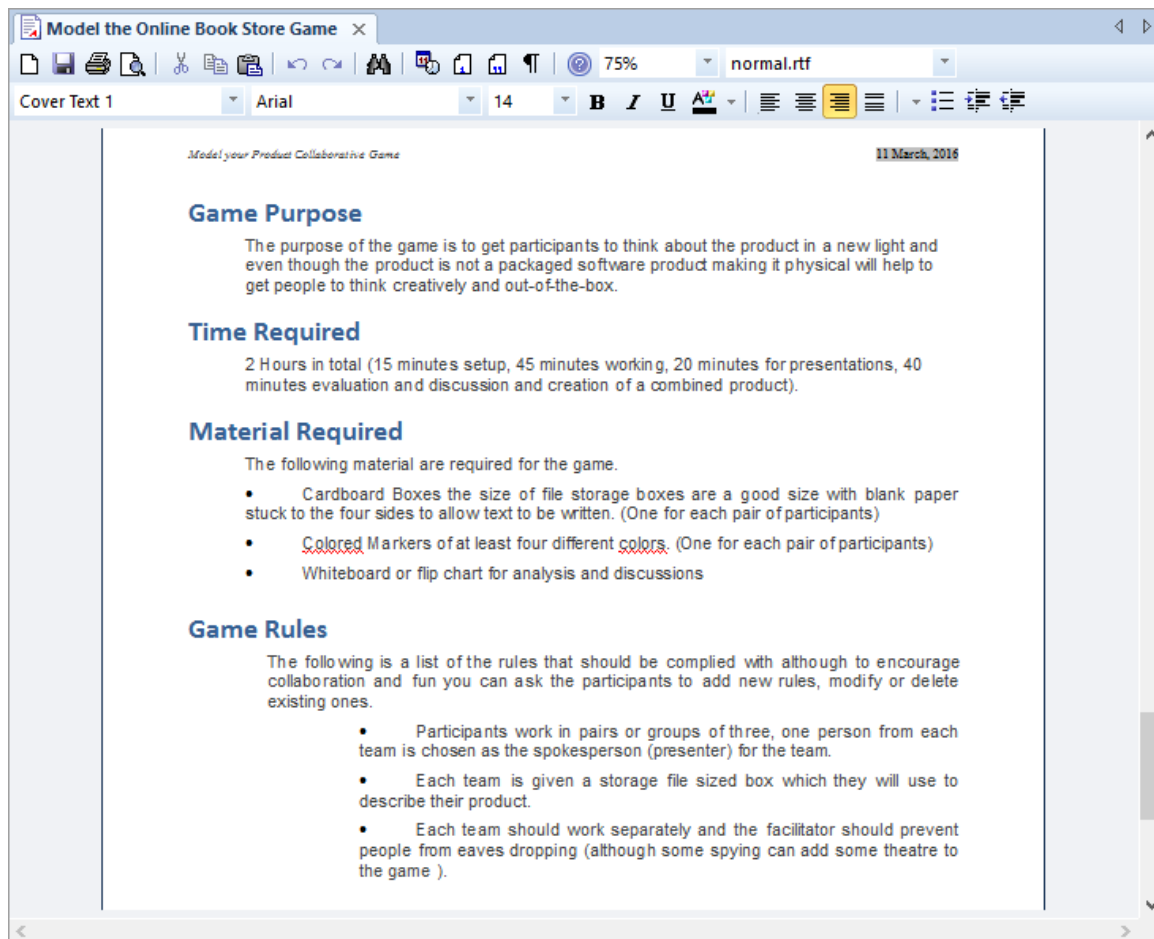 Model the Online Book Store Game
75% normal.rtf
Cover Text 1 Arial 14 B I U A
Model your Product Collaborative Game 11 March, 2016
Game Purpose
The purpose of the game is to get participants to think about the product in a new light and
even though the product is not a packaged software product making it physical will help to
get people to think creatively and out-of-the-box.
Time Required
2 Hours in total (15 minutes setup, 45 minutes working, 20 minutes for presentations, 40
minutes evaluation and discussion and creation of a combined product).
Material Required
The following material are required for the game.
• Cardboard Boxes the size of file storage boxes are a good size with blank paper
stuck to the four sides to allow text to be written. (One for each pair of participants)
• Colored Markers of at least four different colors. (One for each pair of participants)
• Whiteboard or flip chart for analysis and discussions
Game Rules
The following is a list of the rules that should be complied with although to encourage
collaboration and fun you can ask the participants to add new rules, modify or delete
existing ones.
• Participants work in pairs or groups of three, one person from each
team is chosen as the spokesperson (presenter) for the team.
• Each team is given a storage file sized box which they will use to
describe their product.
• Each team should work separately and the facilitator should prevent
people from eaves dropping (although some spying can add some theatre to
the game ).